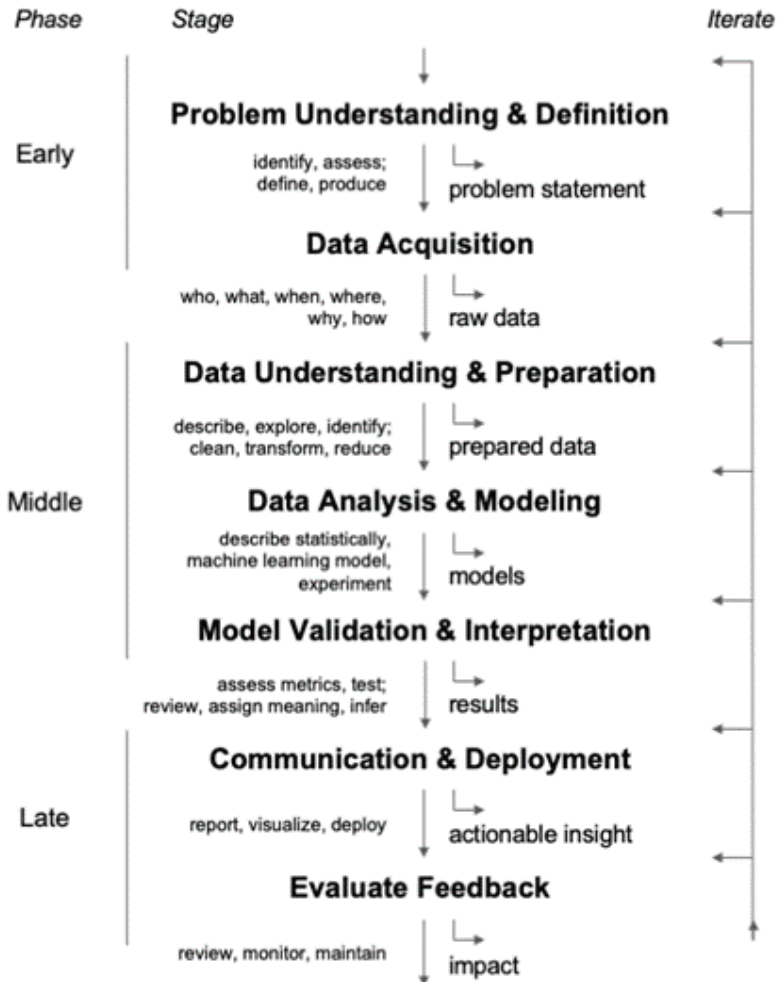 Phase Stage Iterate
Problem Understanding & Definition
Early
identify, assess;
define, produce
problem statement
Data Acquisition
who, what, when, where,
why, how
raw data
Data Understanding & Preparation
describe, explore, identify;
clean, transform, reduce
prepared data
Middle
Data Analysis & Modeling
describe statistically,
machine learning model,
experiment
models
Model Validation & Interpretation
assess metrics, test;
review, assign meaning, infer
results
Communication & Deployment
Late
report, visualize, deploy
actionable insight
Evaluate Feedback
review, monitor, maintain
impact